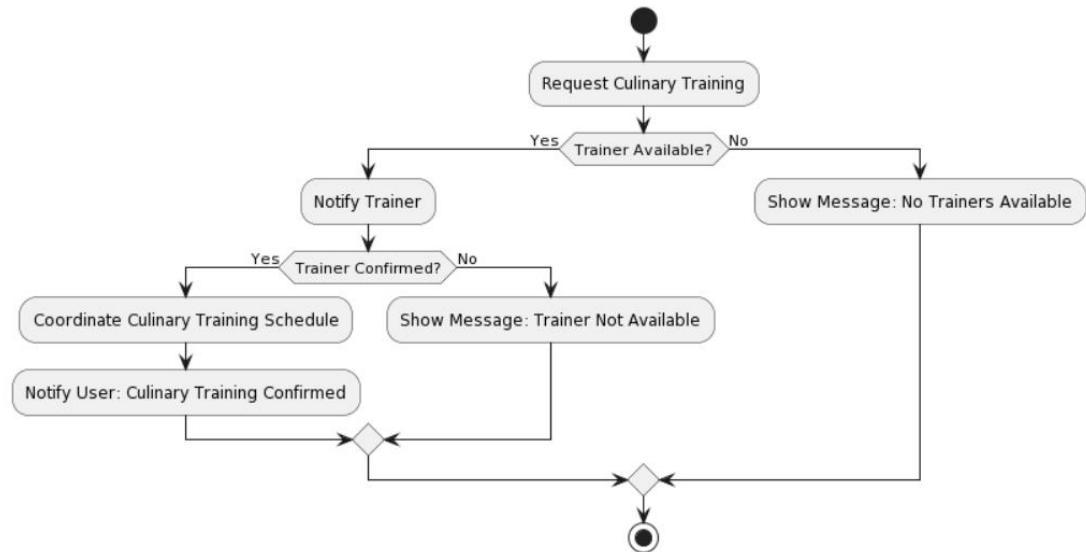 Request Culinary Training
Yes
Trainer Available?
No
Notify Trainer
Show Message: No Trainers Available
Yes
Trainer Confirmed?
No
Coordinate Culinary Training Schedule
Show Message: Trainer Not Available
Notify User: Culinary Training Confirmed